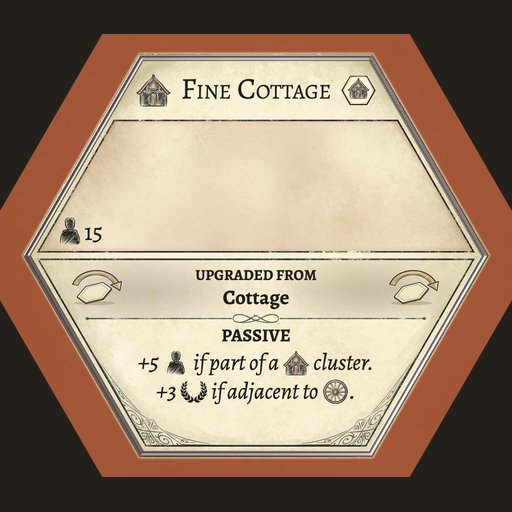 Fine Cottage
15
UPGRADED FROM
Cottage
PASSIVE
+5 if part of a cluster.
+3 if adjacent to .